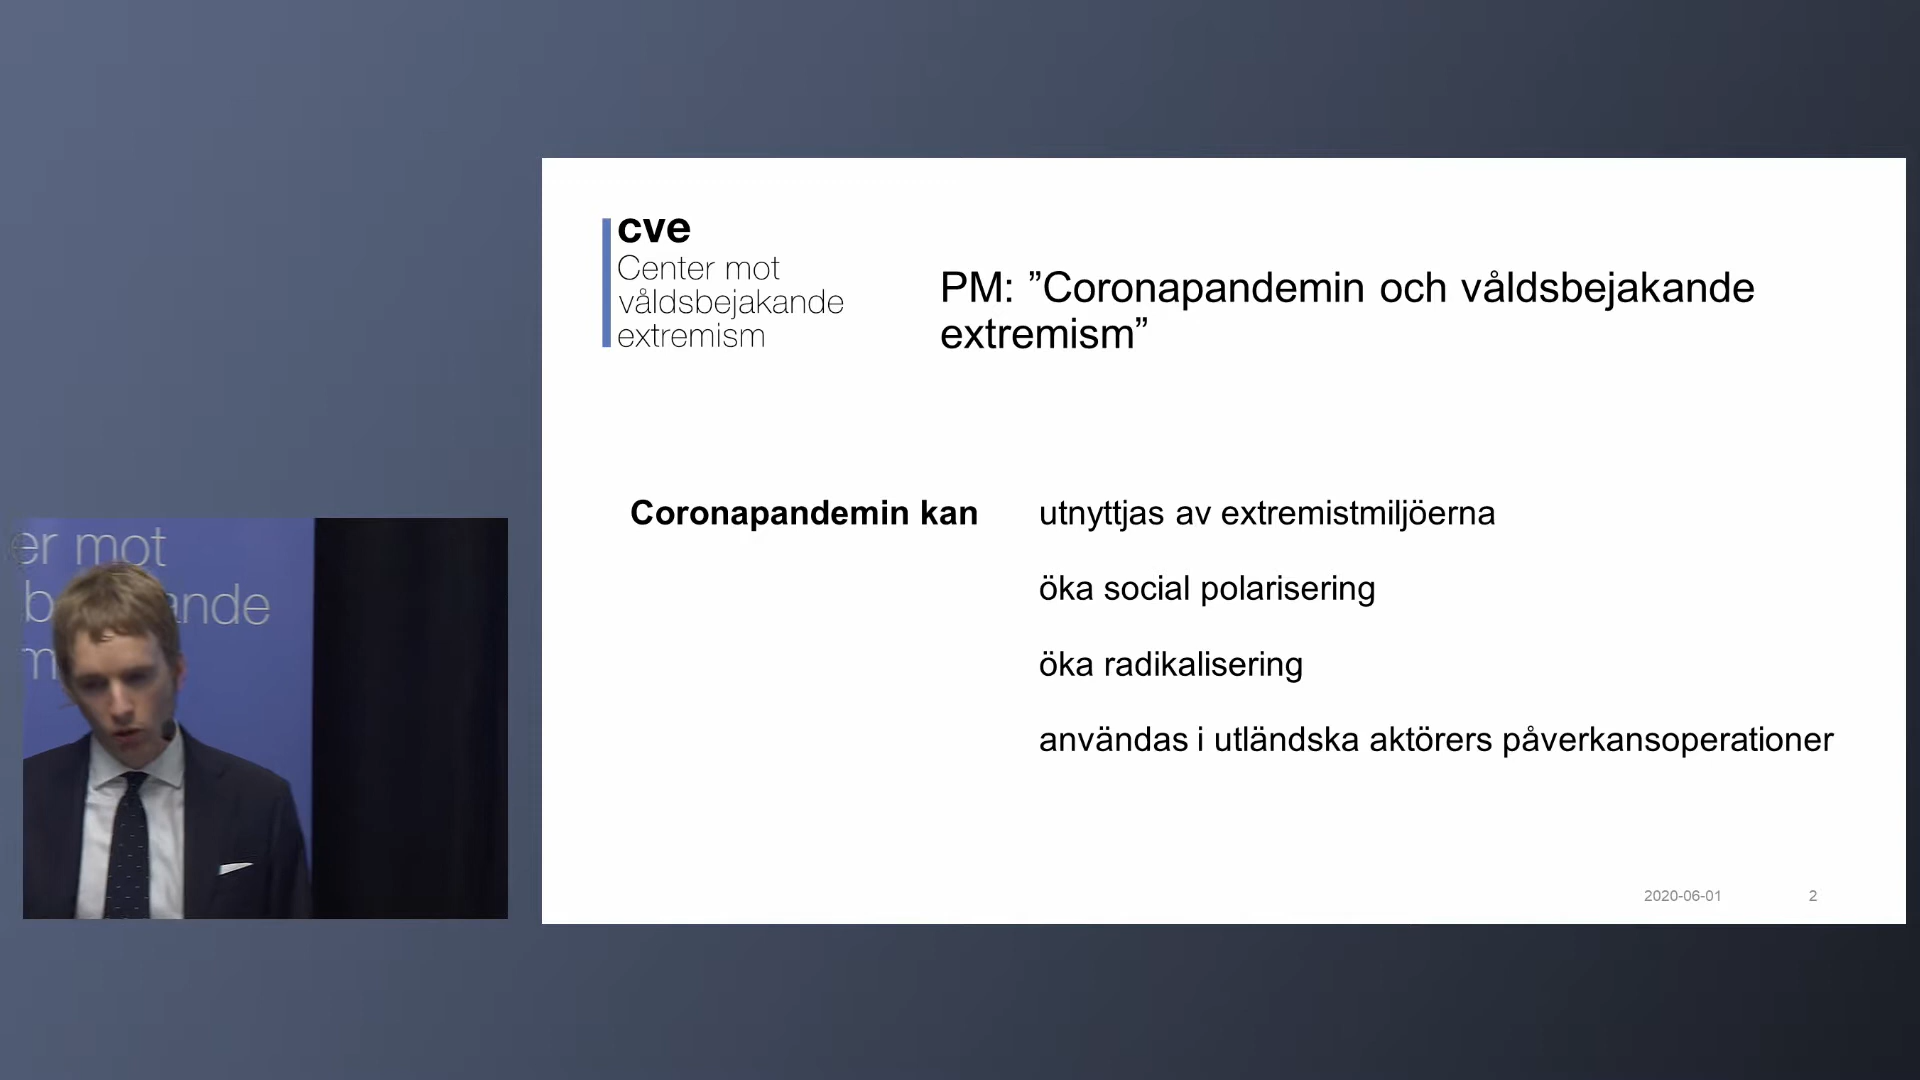 cve
Center mot
våldsbejakande
extremism
PM: ”Coronapandemin och våldsbejakande
extremism”
Coronapandemin kan
utnyttjas av extremistmiljöerna
öka social polarisering
öka radikalisering
användas i utländska aktörers påverkansoperationer
2020-06-01
2
er mot
ande